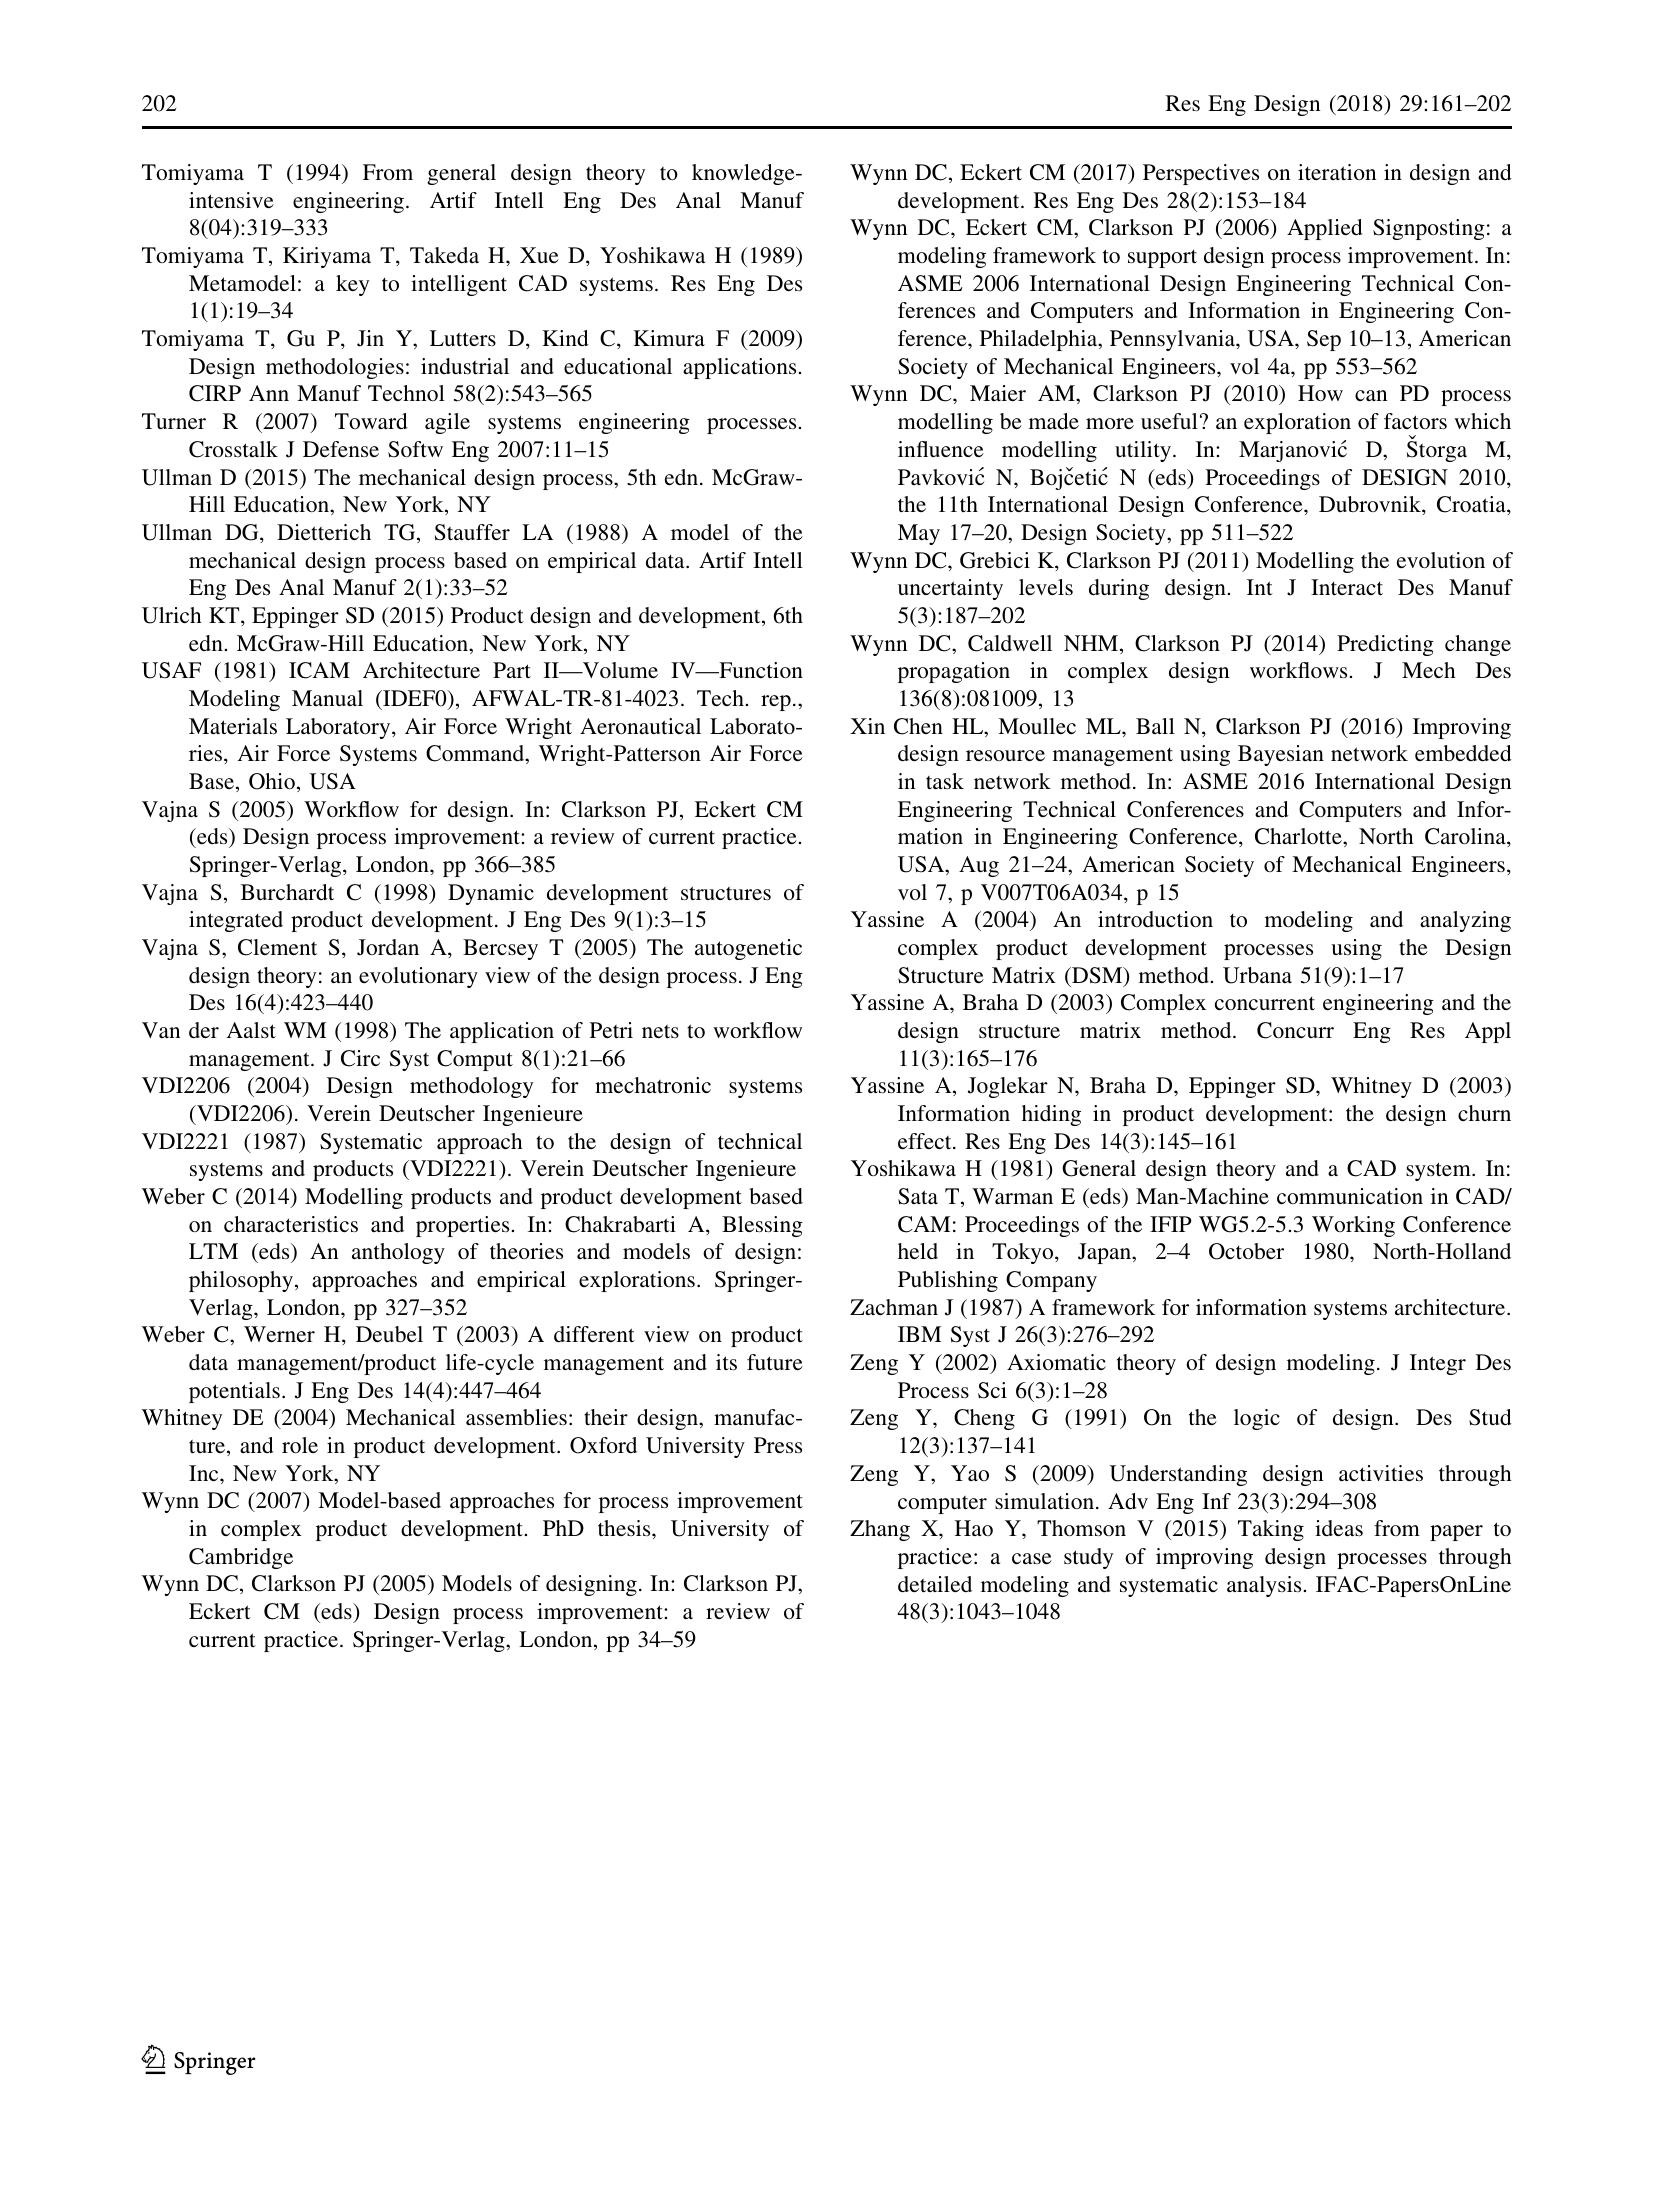 202
Res Eng Design (2018) 29:161–202
Tomiyama T (1994) From general design theory to knowledge-
intensive engineering. Artif Intell Eng Des Anal Manuf
8(04):319–333
Tomiyama T, Kiriyama T, Takeda H, Xue D, Yoshikawa H (1989)
Metamodel: a key to intelligent CAD systems. Res Eng Des
1(1):19–34
Tomiyama T, Gu P, Jin Y, Lutters D, Kind C, Kimura F (2009)
Design methodologies: industrial and educational applications.
CIRP Ann Manuf Technol 58(2):543–565
Turner R (2007) Toward agile systems engineering processes.
Crosstalk J Defense Softw Eng 2007:11–15
Ullman D (2015) The mechanical design process, 5th edn. McGraw-
Hill Education, New York, NY
Ullman DG, Dietterich TG, Stauffer LA (1988) A model of the
mechanical design process based on empirical data. Artif Intell
Eng Des Anal Manuf 2(1):33–52
Ulrich KT, Eppinger SD (2015) Product design and development, 6th
edn. McGraw-Hill Education, New York, NY
USAF (1981) ICAM Architecture Part II—Volume IV—Function
Modeling Manual (IDEF0), AFWAL-TR-81-4023. Tech. rep.,
Materials Laboratory, Air Force Wright Aeronautical Laborato-
ries, Air Force Systems Command, Wright-Patterson Air Force
Base, Ohio, USA
Vajna S (2005) Workflow for design. In: Clarkson PJ, Eckert CM
(eds) Design process improvement: a review of current practice.
Springer-Verlag, London, pp 366–385
Vajna S, Burchardt C (1998) Dynamic development structures of
integrated product development. J Eng Des 9(1):3–15
Vajna S, Clement S, Jordan A, Bercsey T (2005) The autogenetic
design theory: an evolutionary view of the design process. J Eng
Des 16(4):423–440
Van der Aalst WM (1998) The application of Petri nets to workflow
management. J Circ Syst Comput 8(1):21–66
VDI2206 (2004) Design methodology for mechatronic systems
(VDI2206). Verein Deutscher Ingenieure
VDI2221 (1987) Systematic approach to the design of technical
systems and products (VDI2221). Verein Deutscher Ingenieure
Weber C (2014) Modelling products and product development based
on characteristics and properties. In: Chakrabarti A, Blessing
LTM (eds) An anthology of theories and models of design:
philosophy, approaches and empirical explorations. Springer-
Verlag, London, pp 327–352
Weber C, Werner H, Deubel T (2003) A different view on product
data management/product life-cycle management and its future
potentials. J Eng Des 14(4):447–464
Whitney DE (2004) Mechanical assemblies: their design, manufac-
ture, and role in product development. Oxford University Press
Inc, New York, NY
Wynn DC (2007) Model-based approaches for process improvement
in complex product development. PhD thesis, University of
Cambridge
Wynn DC, Clarkson PJ (2005) Models of designing. In: Clarkson PJ,
Eckert CM (eds) Design process improvement: a review of
current practice. Springer-Verlag, London, pp 34–59
Wynn DC, Eckert CM (2017) Perspectives on iteration in design and
development. Res Eng Des 28(2):153–184
Wynn DC, Eckert CM, Clarkson PJ (2006) Applied Signposting: a
modeling framework to support design process improvement. In:
ASME 2006 International Design Engineering Technical Con-
ferences and Computers and Information in Engineering Con-
ference, Philadelphia, Pennsylvania, USA, Sep 10–13, American
Society of Mechanical Engineers, vol 4a, pp 553–562
Wynn DC, Maier AM, Clarkson PJ (2010) How can PD process
modelling be made more useful? an exploration of factors which
influence modelling utility. In: Marjanović D, Štorga M,
Pavković N, Bojčetić N (eds) Proceedings of DESIGN 2010,
the 11th International Design Conference, Dubrovnik, Croatia,
May 17–20, Design Society, pp 511–522
Wynn DC, Grebici K, Clarkson PJ (2011) Modelling the evolution of
uncertainty levels during design. Int J Interact Des Manuf
5(3):187–202
Wynn DC, Caldwell NHM, Clarkson PJ (2014) Predicting change
propagation in complex design workflows. J Mech Des
136(8):081009, 13
Xin Chen HL, Moullec ML, Ball N, Clarkson PJ (2016) Improving
design resource management using Bayesian network embedded
in task network method. In: ASME 2016 International Design
Engineering Technical Conferences and Computers and Infor-
mation in Engineering Conference, Charlotte, North Carolina,
USA, Aug 21–24, American Society of Mechanical Engineers,
vol 7, p V007T06A034, p 15
Yassine A (2004) An introduction to modeling and analyzing
complex product development processes using the Design
Structure Matrix (DSM) method. Urbana 51(9):1–17
Yassine A, Braha D (2003) Complex concurrent engineering and the
design structure matrix method. Concurr Eng Res Appl
11(3):165–176
Yassine A, Joglekar N, Braha D, Eppinger SD, Whitney D (2003)
Information hiding in product development: the design churn
effect. Res Eng Des 14(3):145–161
Yoshikawa H (1981) General design theory and a CAD system. In:
Sata T, Warman E (eds) Man-Machine communication in CAD/
CAM: Proceedings of the IFIP WG5.2-5.3 Working Conference
held in Tokyo, Japan, 2–4 October 1980, North-Holland
Publishing Company
Zachman J (1987) A framework for information systems architecture.
IBM Syst J 26(3):276–292
Zeng Y (2002) Axiomatic theory of design modeling. J Integr Des
Process Sci 6(3):1–28
Zeng Y, Cheng G (1991) On the logic of design. Des Stud
12(3):137–141
Zeng Y, Yao S (2009) Understanding design activities through
computer simulation. Adv Eng Inf 23(3):294–308
Zhang X, Hao Y, Thomson V (2015) Taking ideas from paper to
practice: a case study of improving design processes through
detailed modeling and systematic analysis. IFAC-PapersOnLine
48(3):1043–1048
Springer